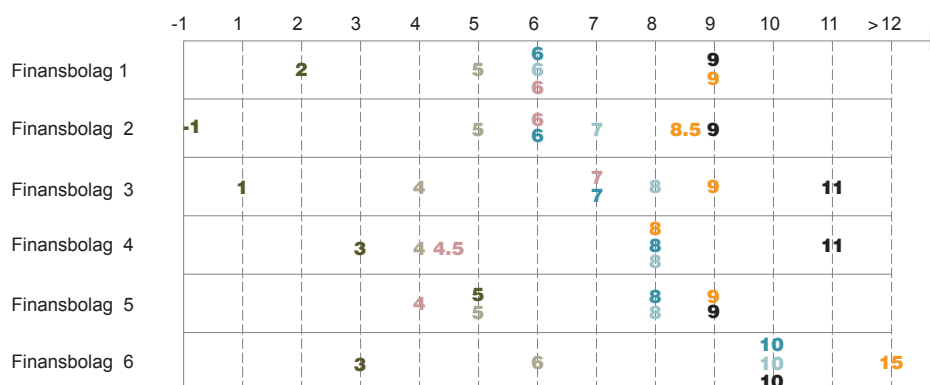 -1 1 2 3 4 5 6 7 8 9 10 11 >12
6 9
Finansbolag 1 2 5 6
6 9
6
Finansbolag 2 -1 5 7 8.5 9
6
7
Finansbolag 3 1 4 8 9 11
7
8
Finansbolag 4 3 4 4.5 8 11
8
5 8 9
Finansbolag 5 4
5 8 9
10
Finansbolag 6 3 6 10 15
10